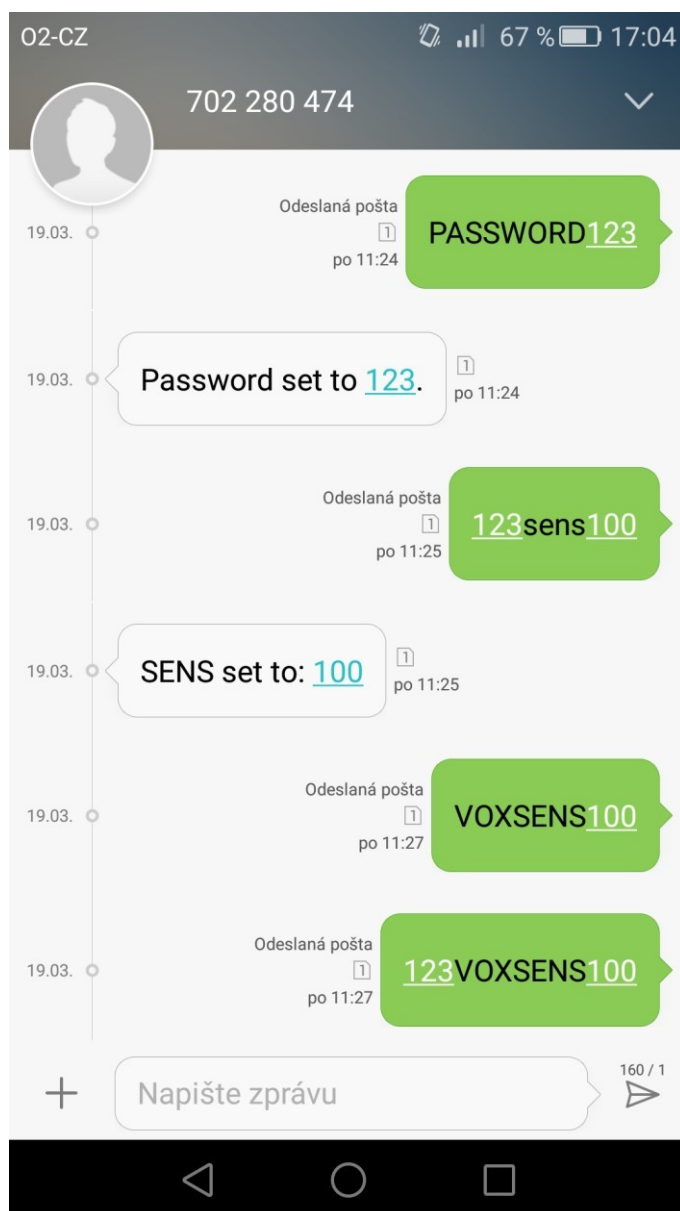 O2-CZ 67 % 17:04
702 280 474
Odeslaná pošta
19.03. 1 PASSWORD123
po 11:24
19.03. Password set to 123. 1
po 11:24
Odeslaná pošta
19.03. 1 123sens100
po 11:25
19.03. SENS set to: 100 1
po 11:25
Odeslaná pošta
19.03. 1 VOXSENS100
po 11:27
Odeslaná pošta
19.03. 1 123VOXSENS100
po 11:27
160 / 1
Napište zprávu